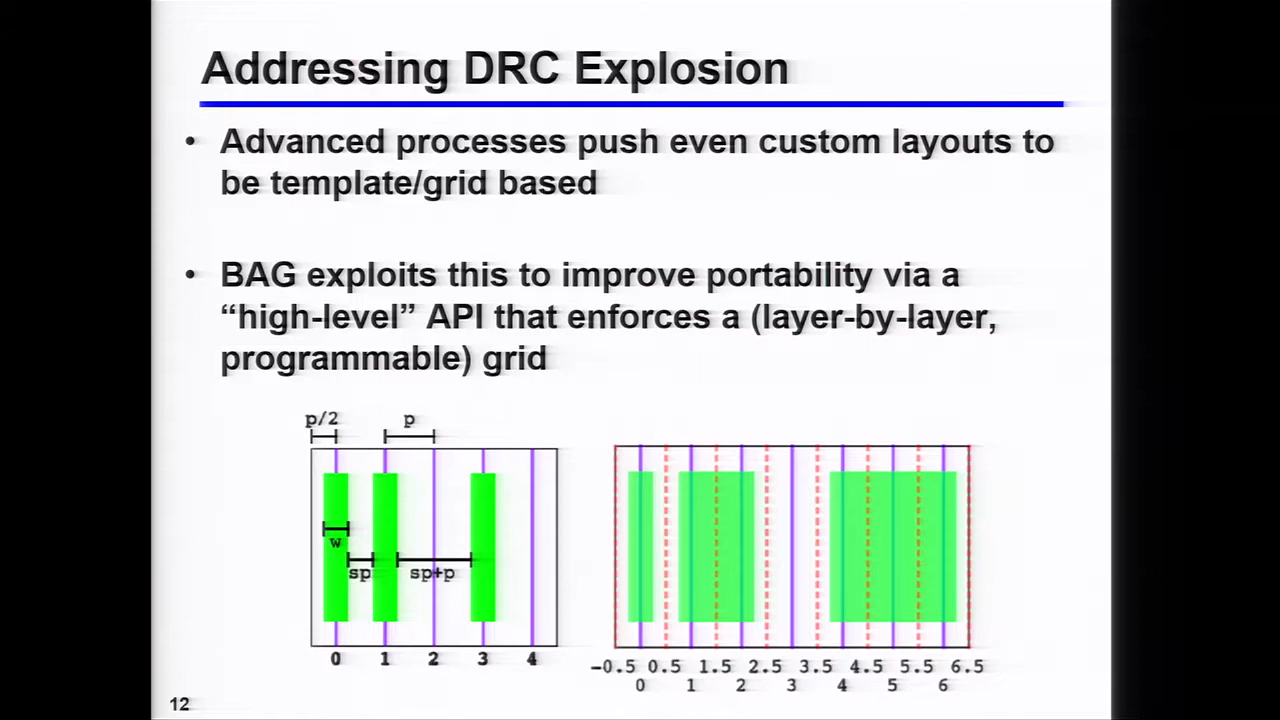 Addressing DRC Explosion
• Advanced processes push even custom layouts to
be template/grid based
• BAG exploits this to improve portability via a
“high-level” API that enforces a (layer-by-layer,
programmable) grid
p/2 p
w
sp sp+p
0 1 2 3 4
-0.5 0.5 1.5 2.5 3.5 4.5 5.5 6.5
0 1 2 3 4 5 6
12